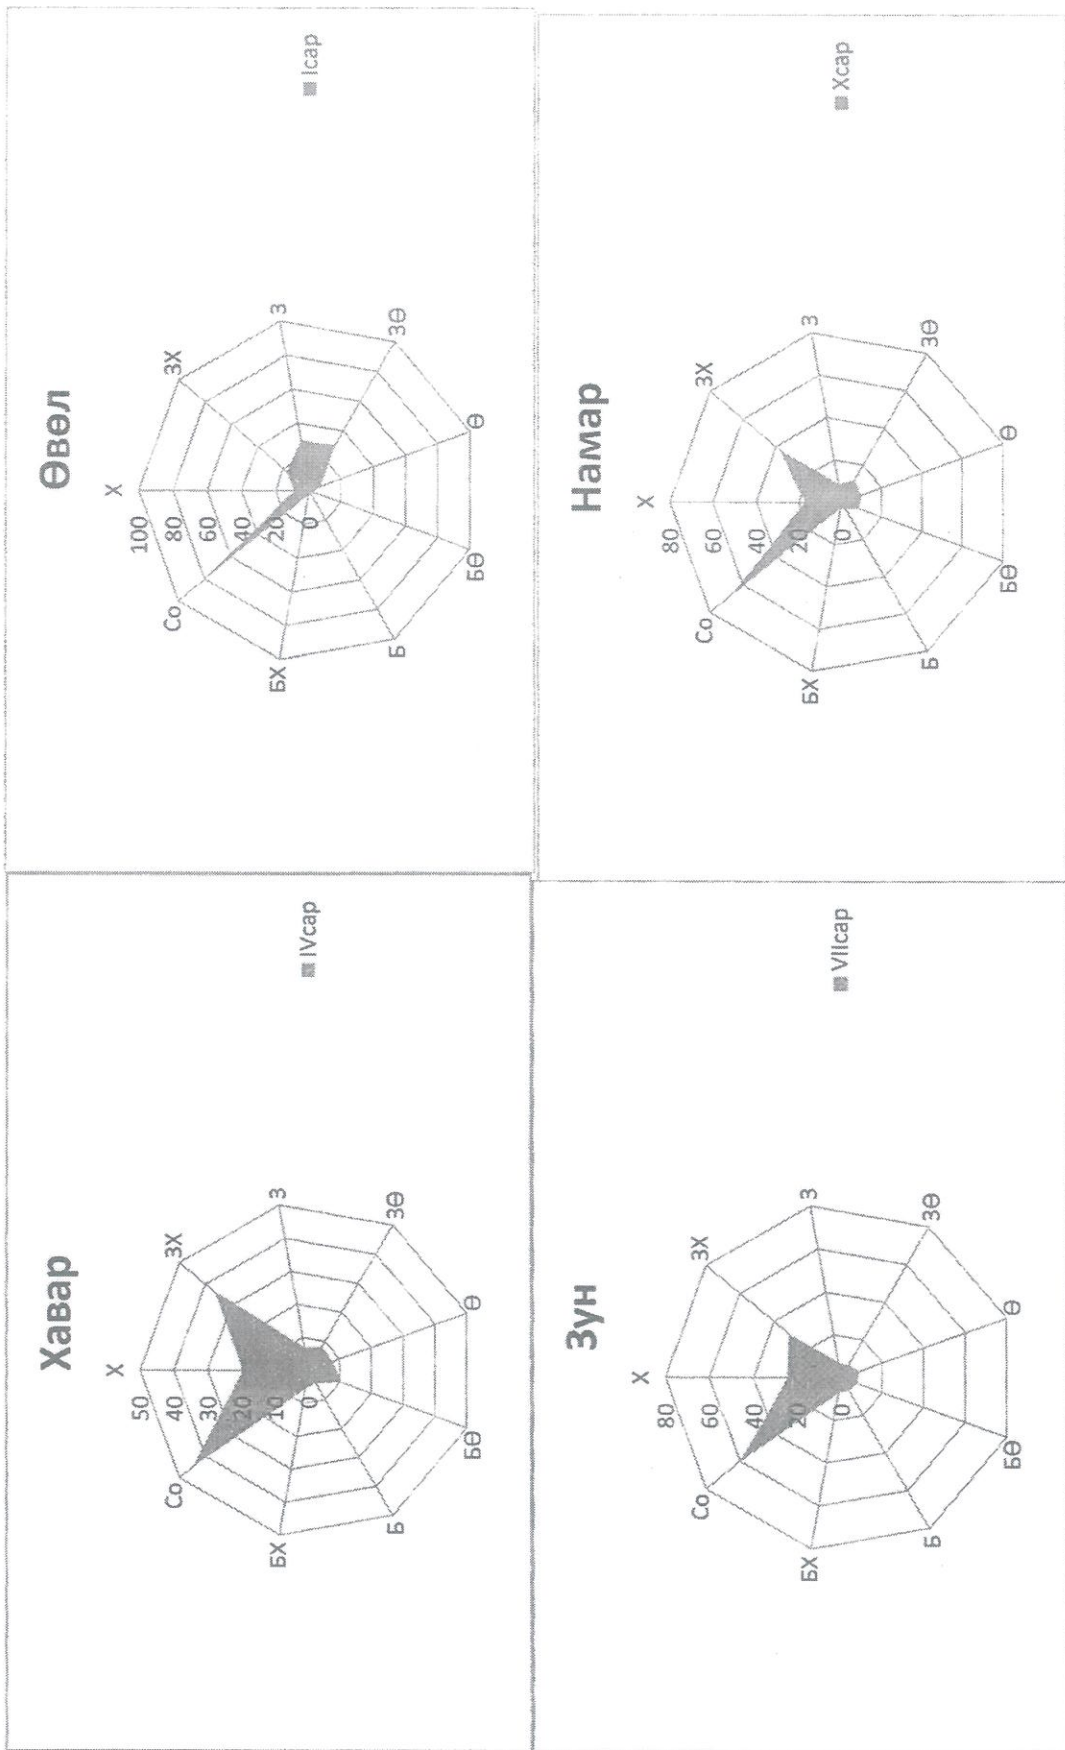 Хавар
Х
50
40
30
20
10
0
ЗХ
З
ЗӨ
Ө
БӨ
Б
БХ
Со
IVсар
Өвөл
Х
100
80
60
40
20
0
ЗХ
З
ЗӨ
Ө
БӨ
Б
БХ
Со
Iсар
Зун
Х
80
60
40
20
0
ЗХ
З
ЗӨ
Ө
БӨ
Б
БХ
Со
VIIсар
Намар
Х
80
60
40
20
0
ЗХ
З
ЗӨ
Ө
БӨ
Б
БХ
Со
Xсар